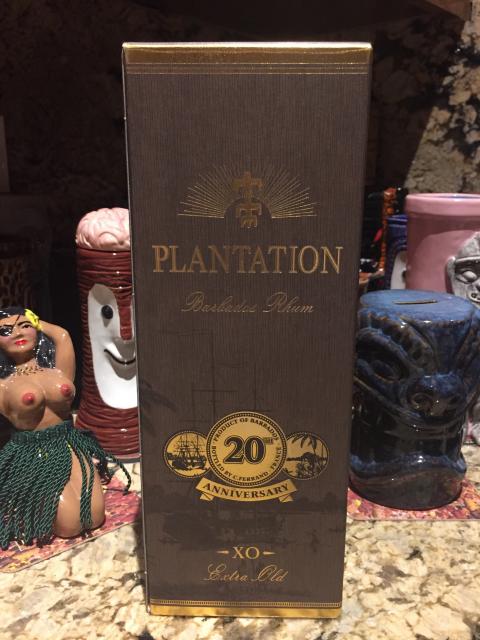 PLANTATION
Barbados Rhum
PRODUCT OF BARBADOS
20TH
BOTTLED BY C.FERRAND FRANCE
ANNIVERSARY
XO
Extra Old